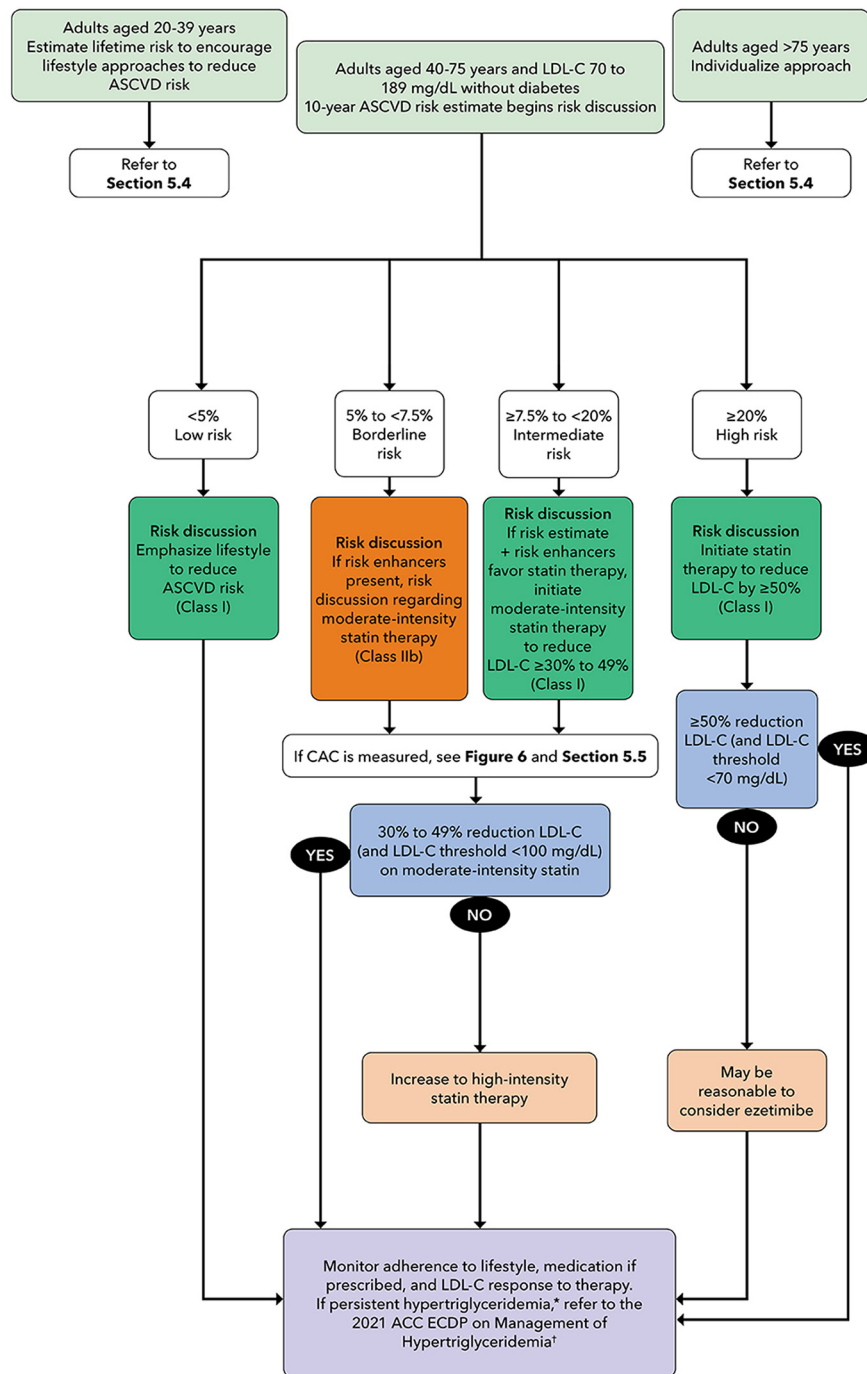 Adults aged 20-39 years
Estimate lifetime risk to encourage
lifestyle approaches to reduce
ASCVD risk
Refer to
Section 5.4
Adults aged 40-75 years and LDL-C 70 to
189 mg/dL without diabetes
10-year ASCVD risk estimate begins risk discussion
Adults aged >75 years
Individualize approach
Refer to
Section 5.4
<5%
Low risk
5% to <7.5%
Borderline
risk
≥7.5% to <20%
Intermediate
risk
≥20%
High risk
Risk discussion
Emphasize lifestyle
to reduce
ASCVD risk
(Class I)
Risk discussion
If risk enhancers
present, risk
discussion regarding
moderate-intensity
statin therapy
(Class IIb)
Risk discussion
If risk estimate
+ risk enhancers
favor statin therapy,
initiate
moderate-intensity
statin therapy
to reduce
LDL-C ≥30% to 49%
(Class I)
Risk discussion
Initiate statin
therapy to reduce
LDL-C by ≥50%
(Class I)
If CAC is measured, see Figure 6 and Section 5.5
≥50% reduction
LDL-C (and LDL-C
threshold
<70 mg/dL)
YES
NO
30% to 49% reduction LDL-C
(and LDL-C threshold <100 mg/dL)
on moderate-intensity statin
YES
NO
Increase to high-intensity
statin therapy
May be
reasonable to
consider ezetimibe
Monitor adherence to lifestyle, medication if
prescribed, and LDL-C response to therapy.
If persistent hypertriglyceridemia,* refer to the
2021 ACC ECDP on Management of
Hypertriglyceridemia†